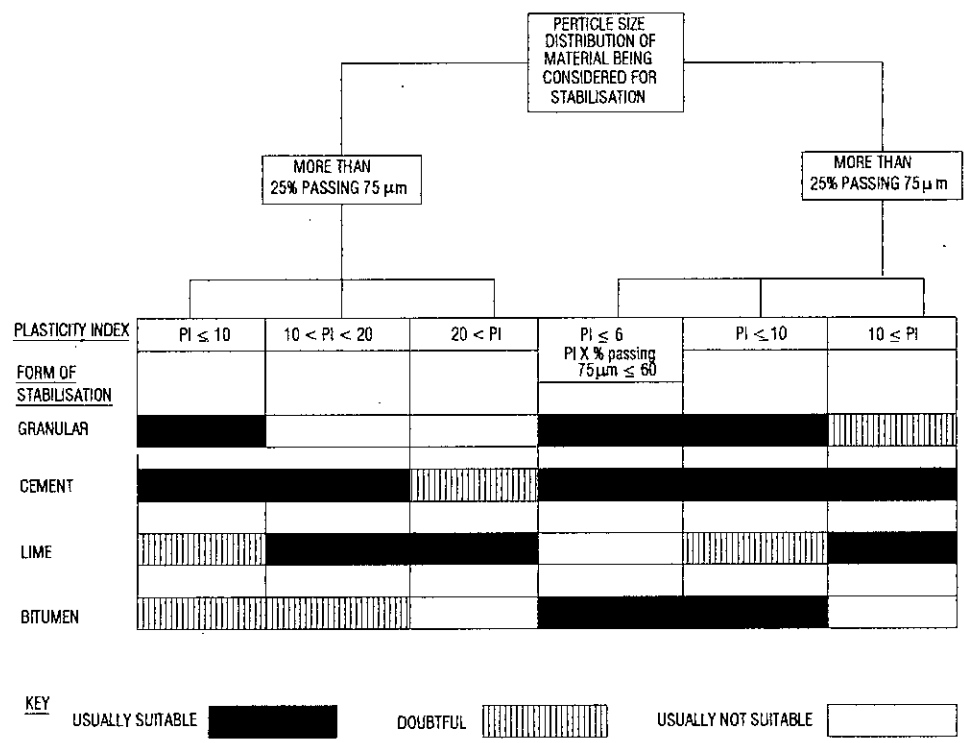 PERTICLE SIZE
DISTRIBUTION OF
MATERIAL BEING
CONSIDERED FOR
STABILISATION
MORE THAN
25% PASSING 75 µm
MORE THAN
25% PASSING 75 µ m
PLASTICITY INDEX
PI ≤ 10
10 < PI < 20
20 < PI
PI ≤ 6
PI X % passing
75µm ≤ 60
PI ≤10
10 ≤ PI
FORM OF
STABILISATION
GRANULAR
CEMENT
LIME
BITUMEN
KEY
USUALLY SUITABLE
DOUBTFUL
USUALLY NOT SUITABLE